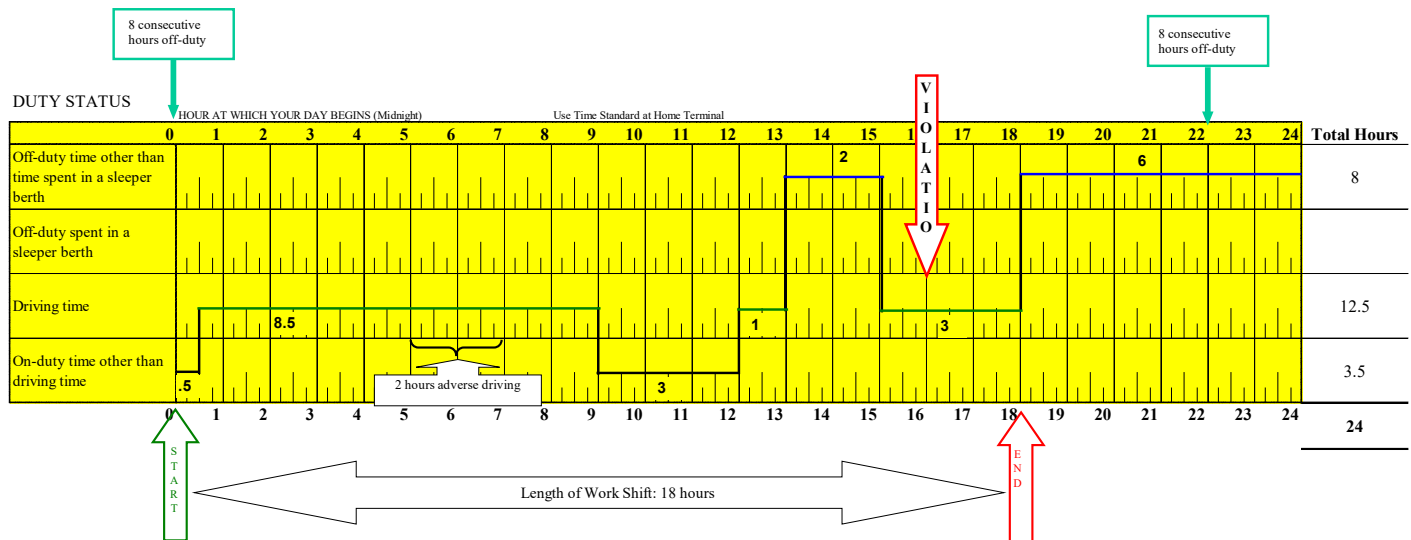 8 consecutive
hours off-duty
8 consecutive
hours off-duty
DUTY STATUS
HOUR AT WHICH YOUR DAY BEGINS (Midnight)
Use Time Standard at Home Terminal
V
I
O
L
A
T
I
O
0 1 2 3 4 5 6 7 8 9 10 11 12 13 14 15 1 17 18 19 20 21 22 23 24 Total Hours
Off-duty time other than
time spent in a sleeper
berth
2
6
8
Off-duty spent in a
sleeper berth
Driving time
8.5
1
3
12.5
On-duty time other than
driving time
.5
2 hours adverse driving
3
3.5
0 1 2 3 4 5 6 7 8 9 10 11 12 13 14 15 16 17 18 19 20 21 22 23 24
24
S
T
A
R
T
Length of Work Shift: 18 hours
E
N
D